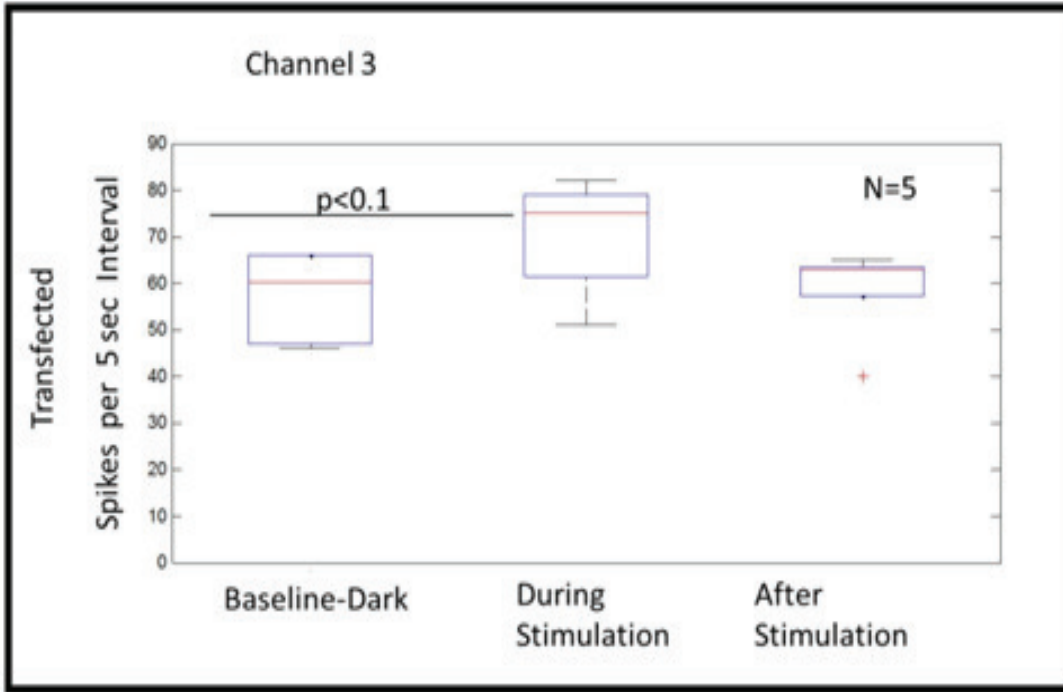 Channel 3
Transfected
Spikes per 5 sec Interval
90
80
70
60
50
40
30
20
10
0
p<0.1
N=5
Baseline-Dark
During
Stimulation
After
Stimulation